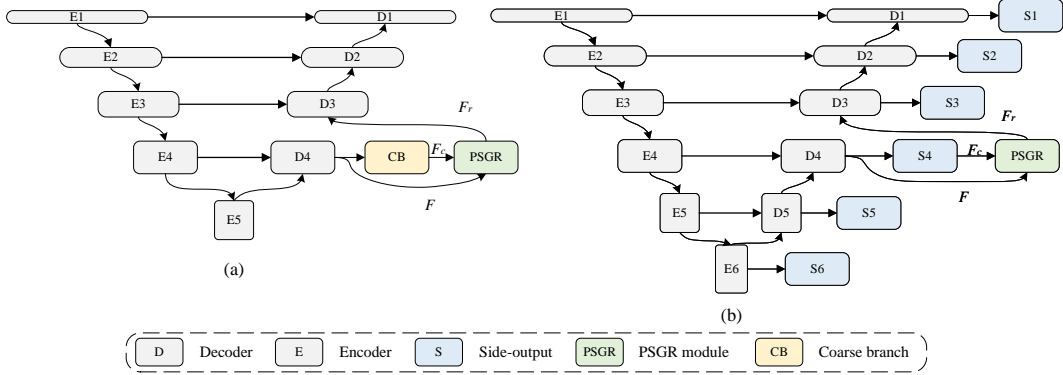 E1 D1
E2 D2
E3 D3
F_r
E4 D4 CB F_c PSGR
F
E5
(a)
E1 D1 S1
E2 D2 S2
E3 D3 S3
F_r
E4 D4 S4 F_c PSGR
F
E5 D5 S5
E6 S6
(b)
D Decoder E Encoder S Side-output PSGR PSGR module CB Coarse branch